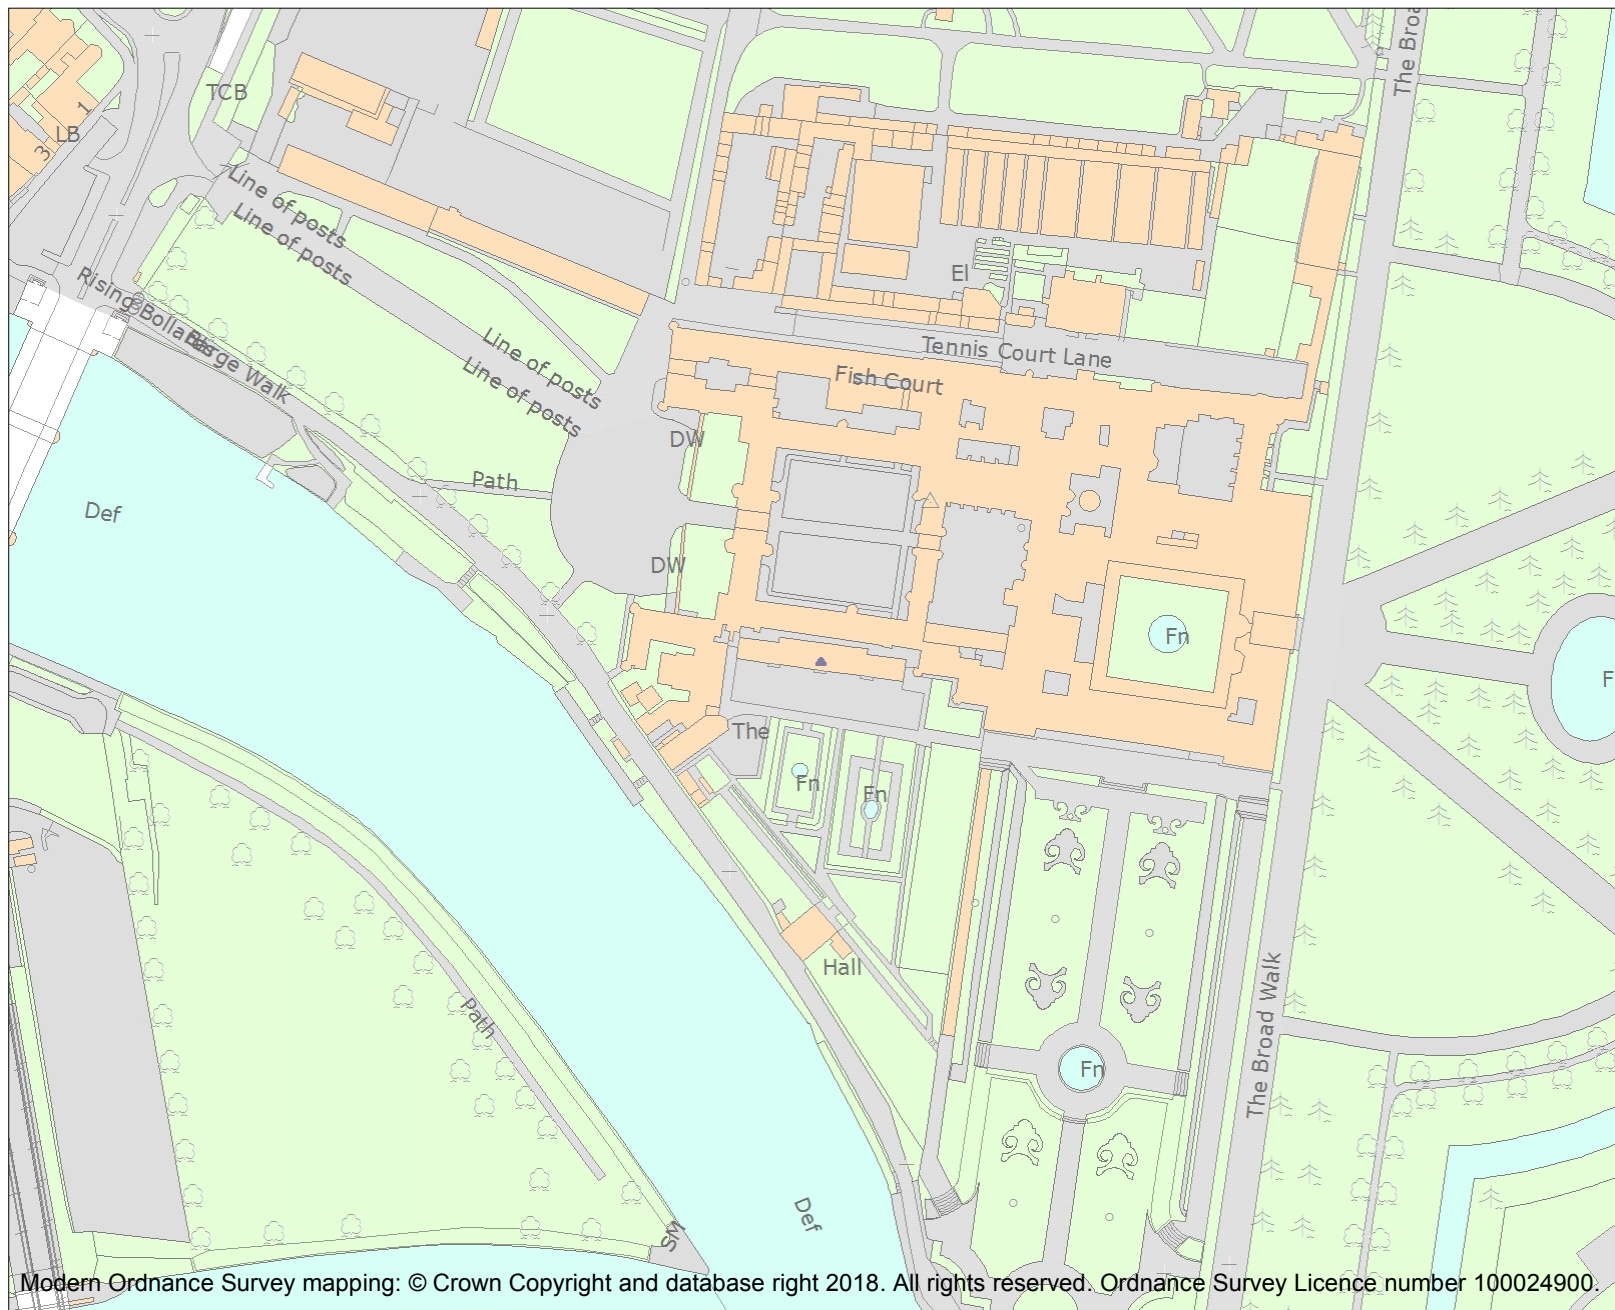 The Broa
TCB
1
LB
3
Line of posts
Line of posts
El
Rising Bollards
Barge Walk
Line of posts
Line of posts
Tennis Court Lane
Fish Court
DW
Path
Def
DW
Fn
F
The
Fn
Fn
Hall
Path
The Broad Walk
Fn
Def
SM
Modern Ordnance Survey mapping: © Crown Copyright and database right 2018. All rights reserved. Ordnance Survey Licence number 100024900.